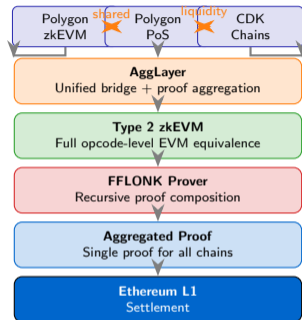 shared
liquidity
Polygon
zkEVM
Polygon
PoS
CDK
Chains
AggLayer
Unified bridge + proof aggregation
Type 2 zkEVM
Full opcode-level EVM equivalence
FFLONK Prover
Recursive proof composition
Aggregated Proof
Single proof for all chains
Ethereum L1
Settlement